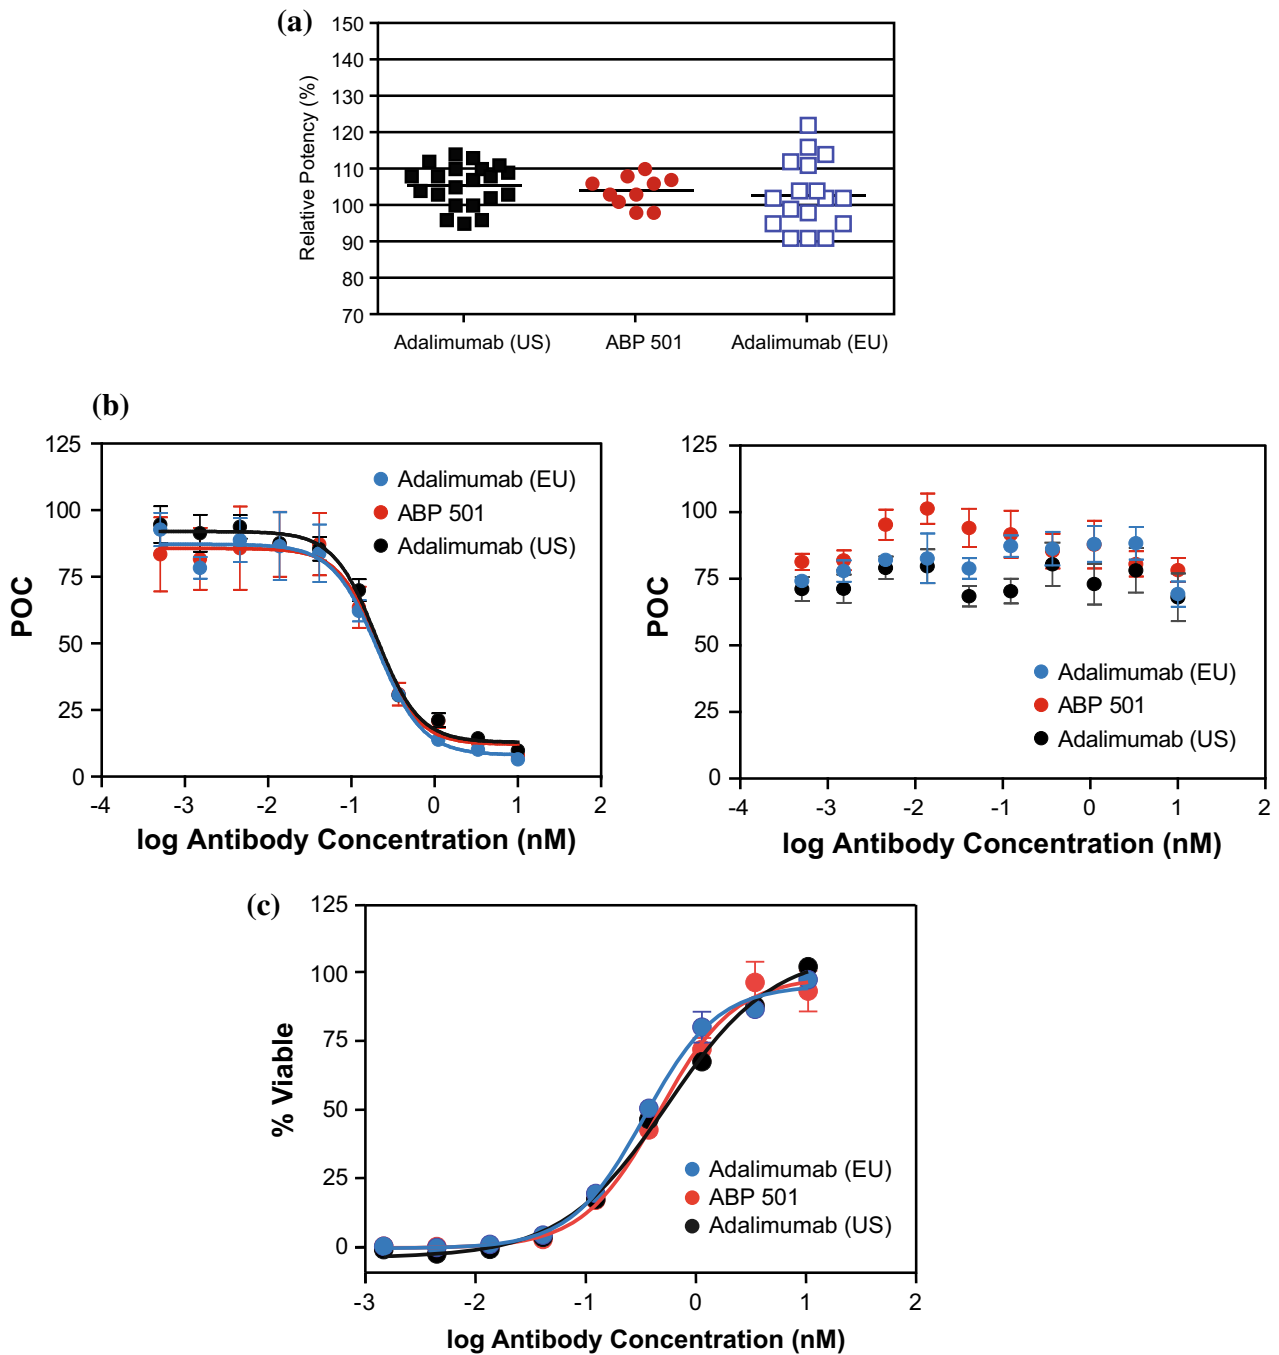 (a)
Relative Potency (%)
150
140
130
120
110
100
90
80
70
Adalimumab (US)
ABP 501
Adalimumab (EU)
(b)
POC
125
100
75
50
25
0
-4
-3
-2
-1
0
1
2
log Antibody Concentration (nM)
Adalimumab (EU)
ABP 501
Adalimumab (US)
POC
125
100
75
50
25
0
-4
-3
-2
-1
0
1
2
log Antibody Concentration (nM)
Adalimumab (EU)
ABP 501
Adalimumab (US)
(c)
% Viable
125
100
75
50
25
0
-3
-2
-1
0
1
2
log Antibody Concentration (nM)
Adalimumab (EU)
ABP 501
Adalimumab (US)